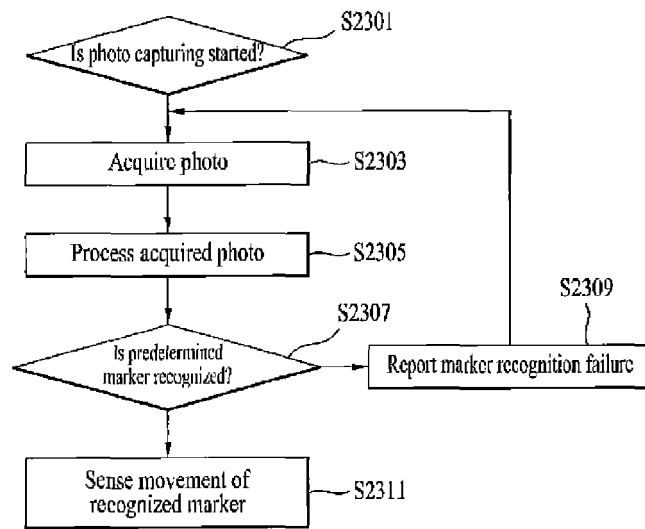 S2301
Is photo capturing started?
Acquire photo
S2303
Process acquired photo
S2305
S2307
S2309
Is predetermined
marker recognized?
Report marker recognition failure
Sense movement of
recognized marker
S2311